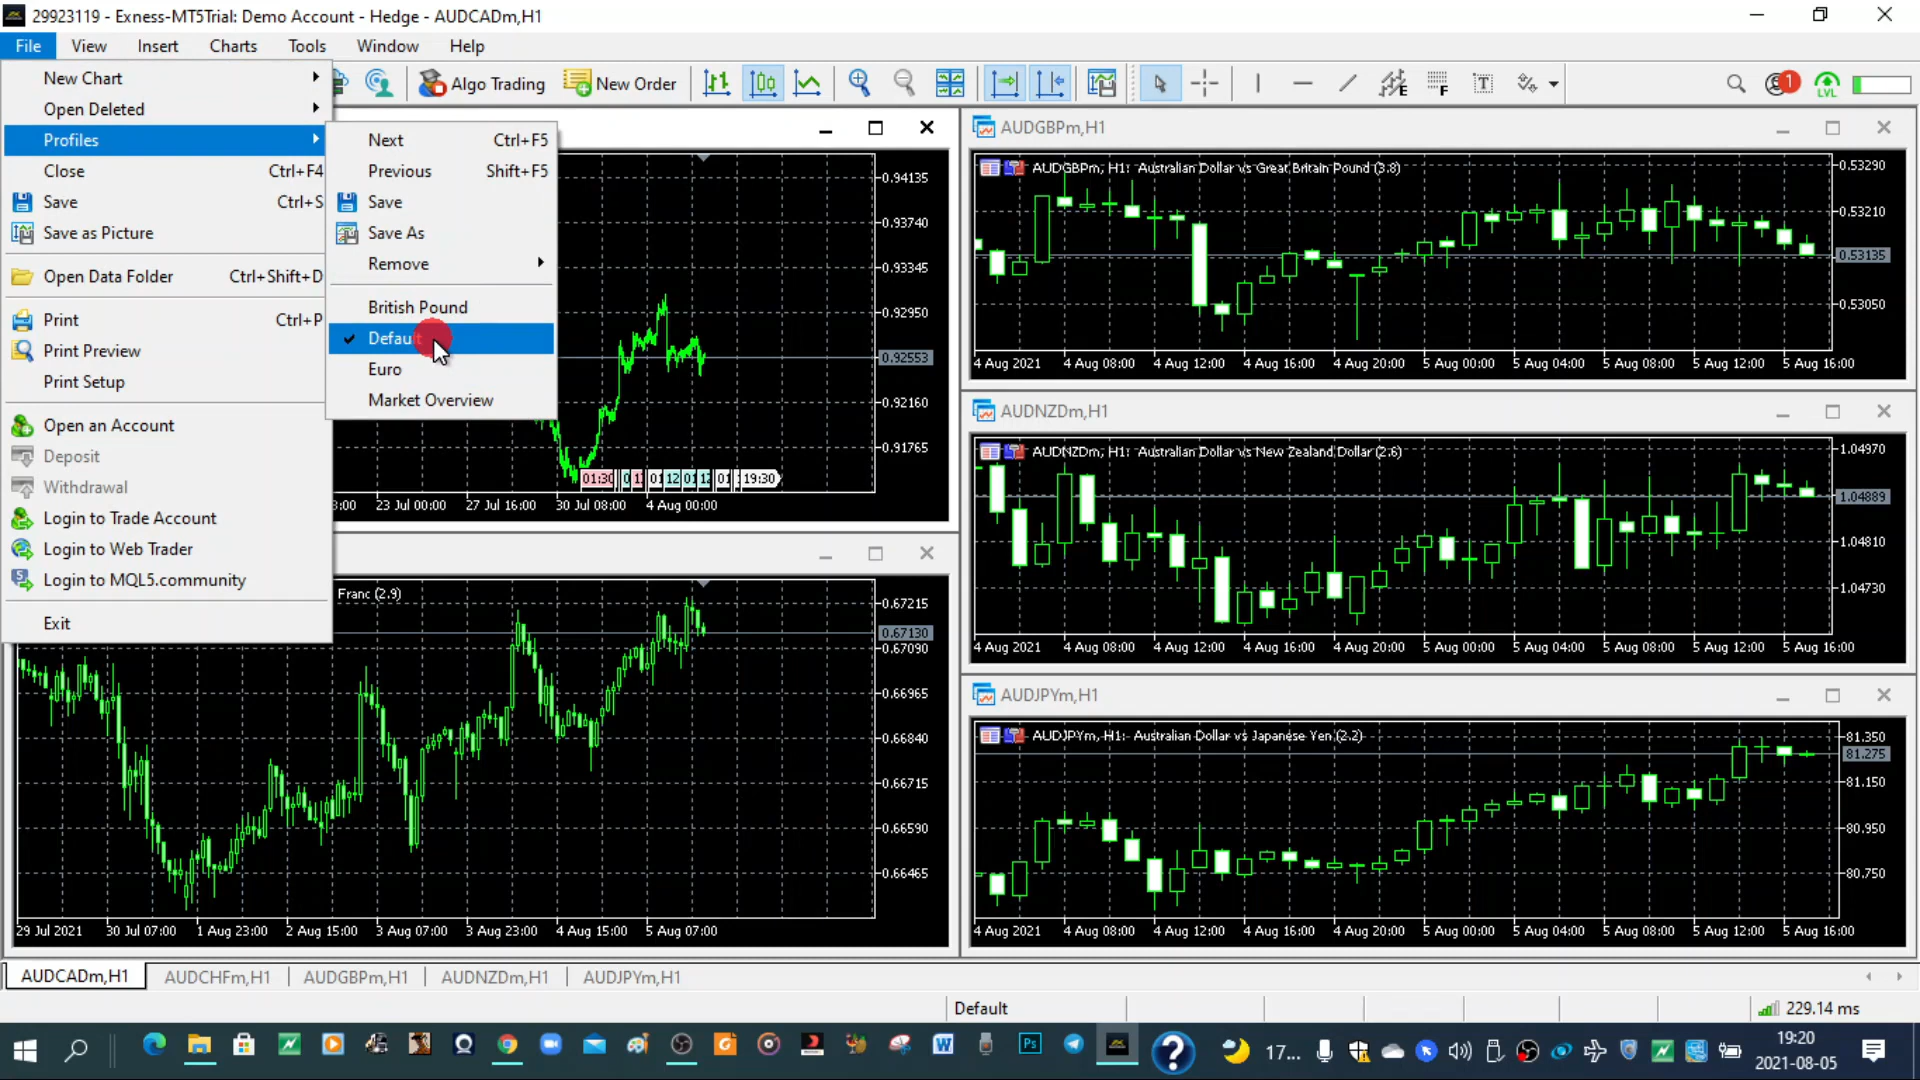 29923119 - Exness-MT5Trial: Demo Account - Hedge - AUDCADm,H1
File View Insert Charts Tools Window Help
Algo Trading New Order
E F T 1 LVL
New Chart
Open Deleted
Profiles
Close Ctrl+F4
Save Ctrl+S
Save as Picture
Open Data Folder Ctrl+Shift+D
Print Ctrl+P
Print Preview
Print Setup
Open an Account
Deposit
Withdrawal
Login to Trade Account
Login to Web Trader
Login to MQL5.community
Exit
Next Ctrl+F5
Previous Shift+F5
Save
Save As
Remove
British Pound
Default
Euro
Market Overview
0.94135
0.93740
0.93345
0.92950
0.92553
0.92160
0.91765
01:30 01 12 01 01 19:30
23 Jul 00:00 27 Jul 16:00 30 Jul 08:00 4 Aug 00:00
Franc (2.9)
0.67215
0.67130
0.67090
0.66965
0.66840
0.66715
0.66590
0.66465
29 Jul 2021 30 Jul 07:00 1 Aug 23:00 2 Aug 15:00 3 Aug 07:00 3 Aug 23:00 4 Aug 15:00 5 Aug 07:00
AUDGBPm,H1
AUDGBPm, H1: Australian Dollar vs Great Britain Pound (3.8)
0.53290
0.53210
0.53135
0.53050
4 Aug 2021 4 Aug 08:00 4 Aug 12:00 4 Aug 16:00 4 Aug 20:00 5 Aug 00:00 5 Aug 04:00 5 Aug 08:00 5 Aug 12:00 5 Aug 16:00
AUDNZDm,H1
AUDNZDm, H1: Australian Dollar vs New Zealand Dollar (2.6)
1.04970
1.04889
1.04810
1.04730
4 Aug 2021 4 Aug 08:00 4 Aug 12:00 4 Aug 16:00 4 Aug 20:00 5 Aug 00:00 5 Aug 04:00 5 Aug 08:00 5 Aug 12:00 5 Aug 16:00
AUDJPYm,H1
AUDJPYm, H1: Australian Dollar vs Japanese Yen (2.2)
81.350
81.275
81.150
80.950
80.750
4 Aug 2021 4 Aug 08:00 4 Aug 12:00 4 Aug 16:00 4 Aug 20:00 5 Aug 00:00 5 Aug 04:00 5 Aug 08:00 5 Aug 12:00 5 Aug 16:00
AUDCADm,H1 AUDCHFm,H1 AUDGBPm,H1 AUDNZDm,H1 AUDJPYm,H1
Default 229.14 ms
17... 19:20
2021-08-05